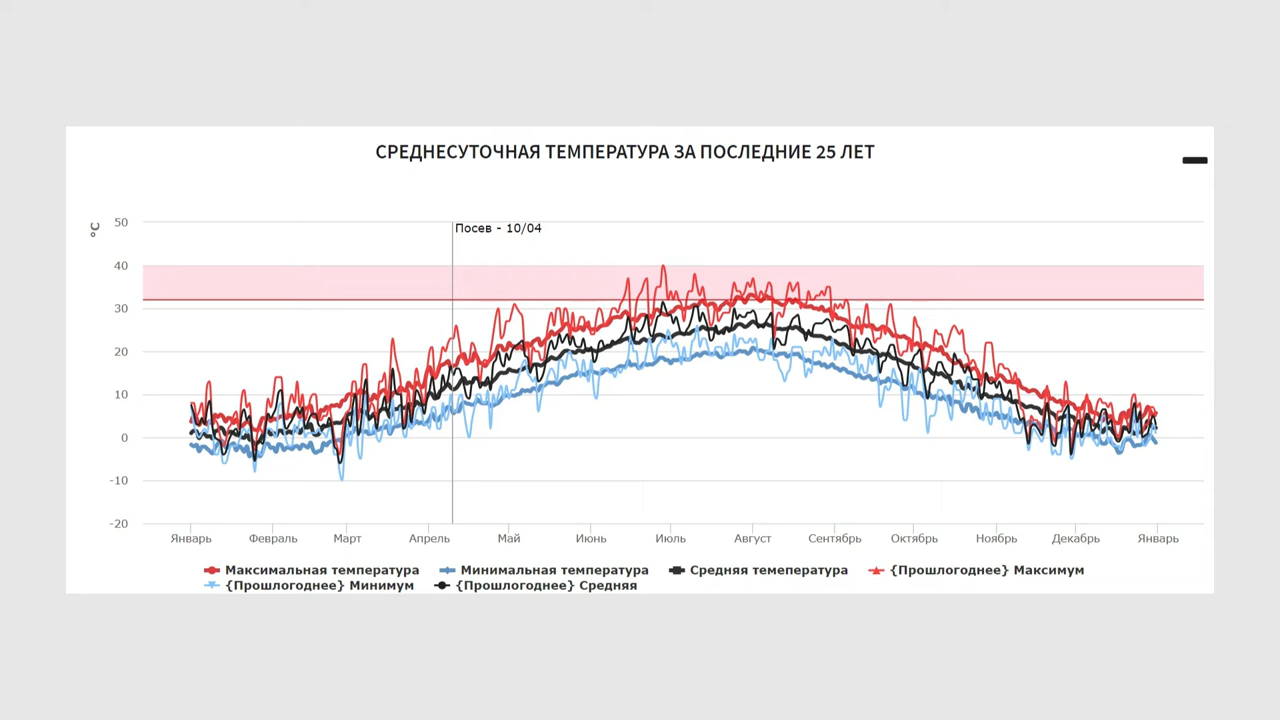 СРЕДНЕСУТОЧНАЯ ТЕМПЕРАТУРА ЗА ПОСЛЕДНИЕ 25 ЛЕТ
°C
50
Посев - 10/04
40
30
20
10
0
-10
-20
Январь Февраль Март Апрель Май Июнь Июль Август Сентябрь Октябрь Ноябрь Декабрь Январь
Максимальная температура Минимальная температура Средняя темепература {Прошлогоднее} Максимум
{Прошлогоднее} Минимум {Прошлогоднее} Средняя